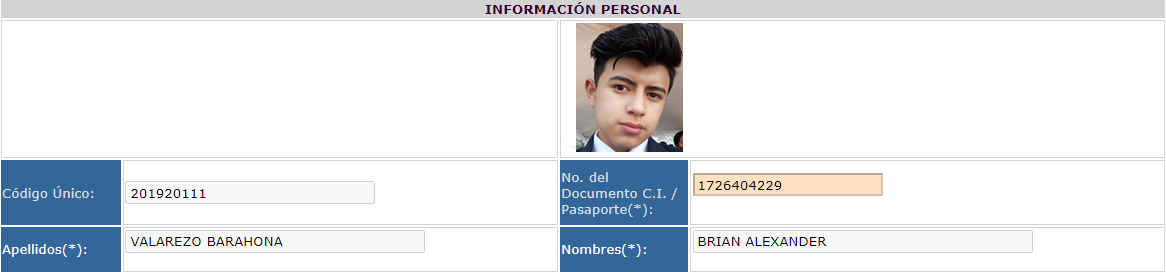 INFORMACIÓN PERSONAL
Código Único:
201920111
No. del
Documento C.I. /
Pasaporte(*):
1726404229
Apellidos(*):
VALAREZO BARAHONA
Nombres(*):
BRIAN ALEXANDER